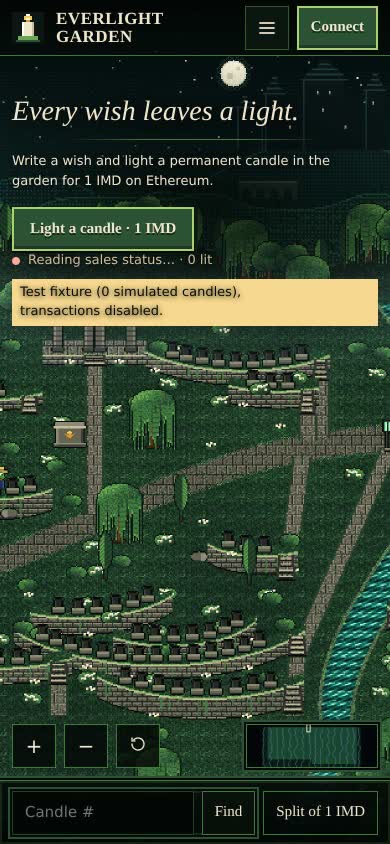 EVERLIGHT
GARDEN
Connect
Every wish leaves a light.
Write a wish and light a permanent candle in the
garden for 1 IMD on Ethereum.
Light a candle · 1 IMD
Reading sales status... · 0 lit
Test fixture (0 simulated candles),
transactions disabled.
Candle #
Find
Split of 1 IMD